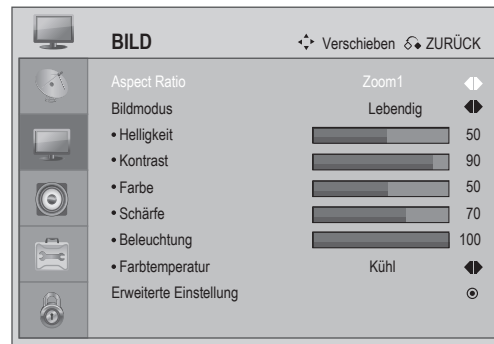 BILD Verschieben ZURÜCK
Aspect Ratio Zoom1
Bildmodus Lebendig
• Helligkeit 50
• Kontrast 90
• Farbe 50
• Schärfe 70
• Beleuchtung 100
• Farbtemperatur Kühl
Erweiterte Einstellung